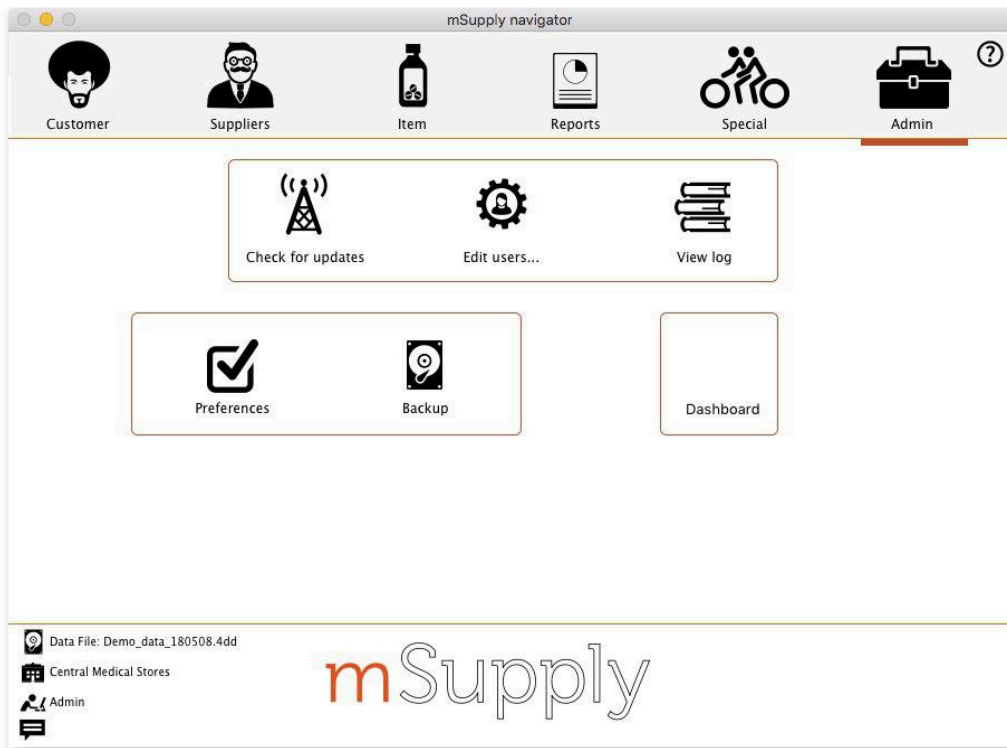 mSupply navigator
Customer Suppliers Item Reports Special Admin
?
Check for updates Edit users... View log
Preferences Backup Dashboard
Data File: Demo_data_180508.4dd
Central Medical Stores
Admin
mSupply